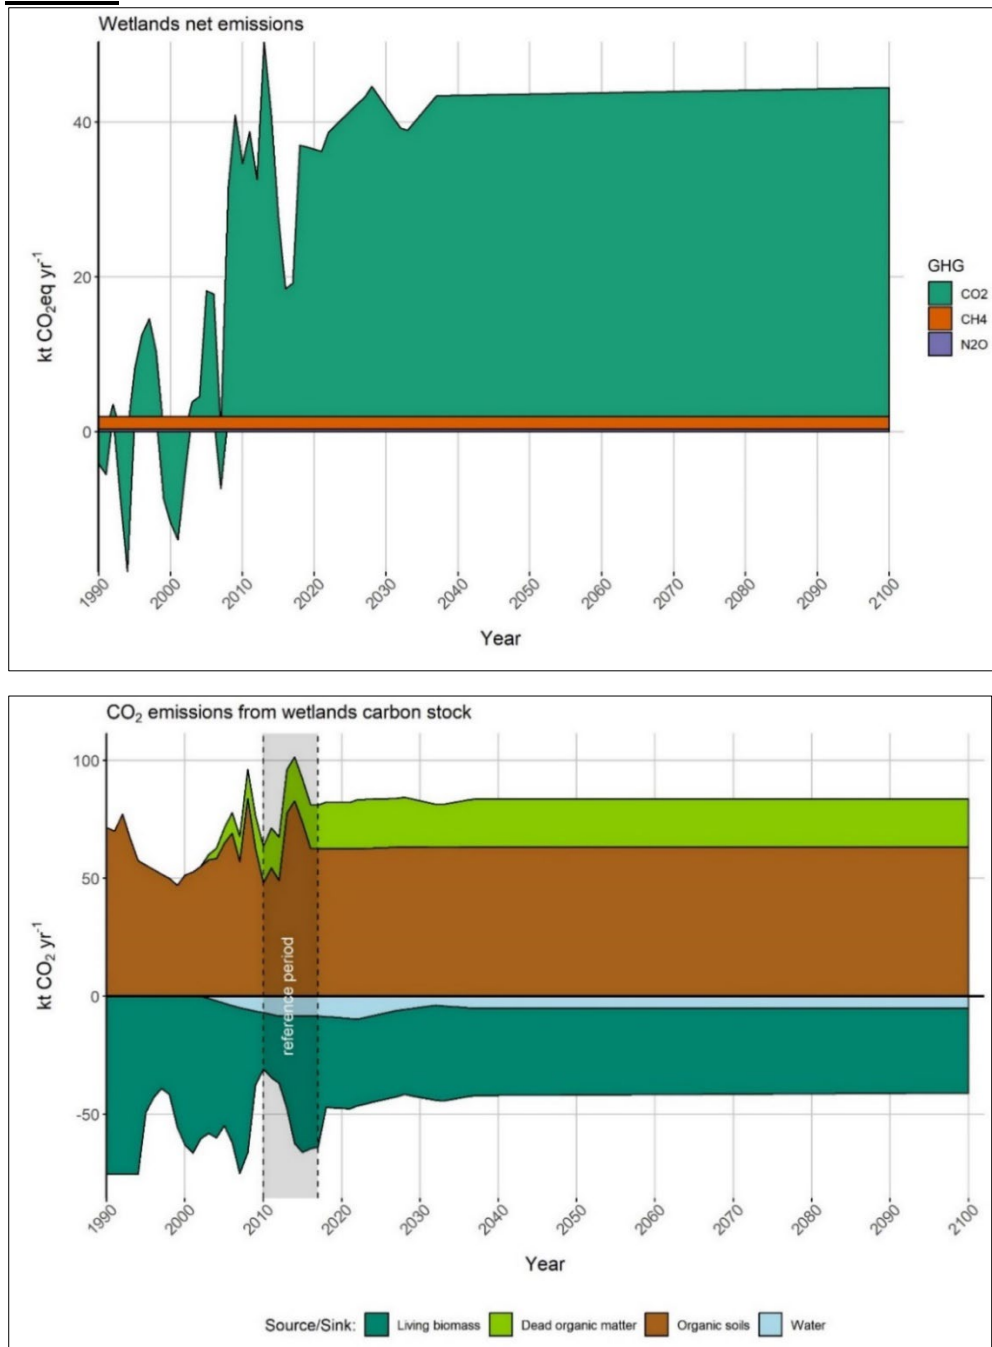 Wetlands net emissions
40
20
0
kt CO₂eq yr⁻¹
GHG
CO2
CH4
N2O
1990 2000 2010 2020 2030 2040 2050 2060 2070 2080 2090 2100
Year
CO₂ emissions from wetlands carbon stock
100
50
0
-50
kt CO₂ yr⁻¹
reference period
1990 2000 2010 2020 2030 2040 2050 2060 2070 2080 2090 2100
Year
Source/Sink: Living biomass Dead organic matter Organic soils Water